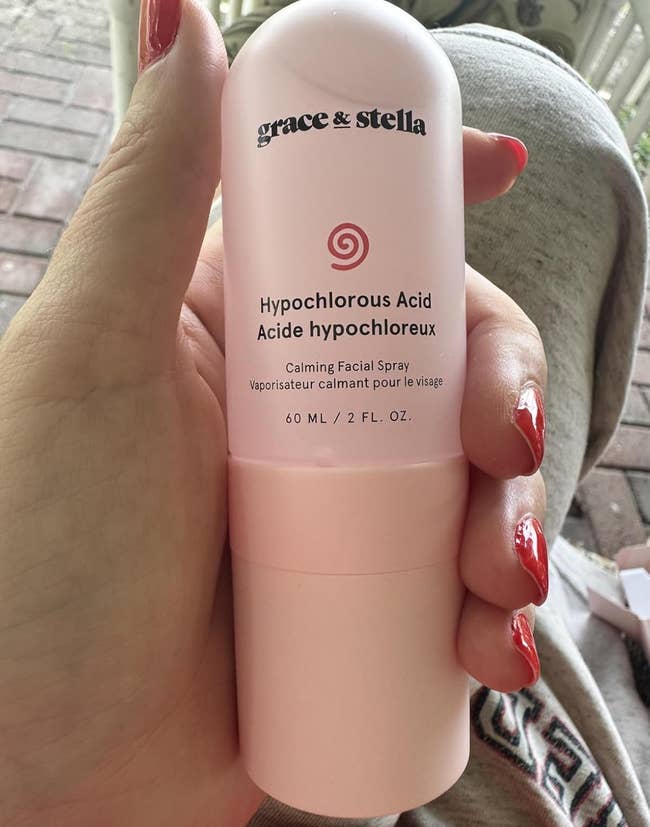 grace & stella
Hypochlorous Acid
Acide hypochloreux
Calming Facial Spray
Vaporisateur calmant pour le visage
60 ML / 2 FL. OZ.